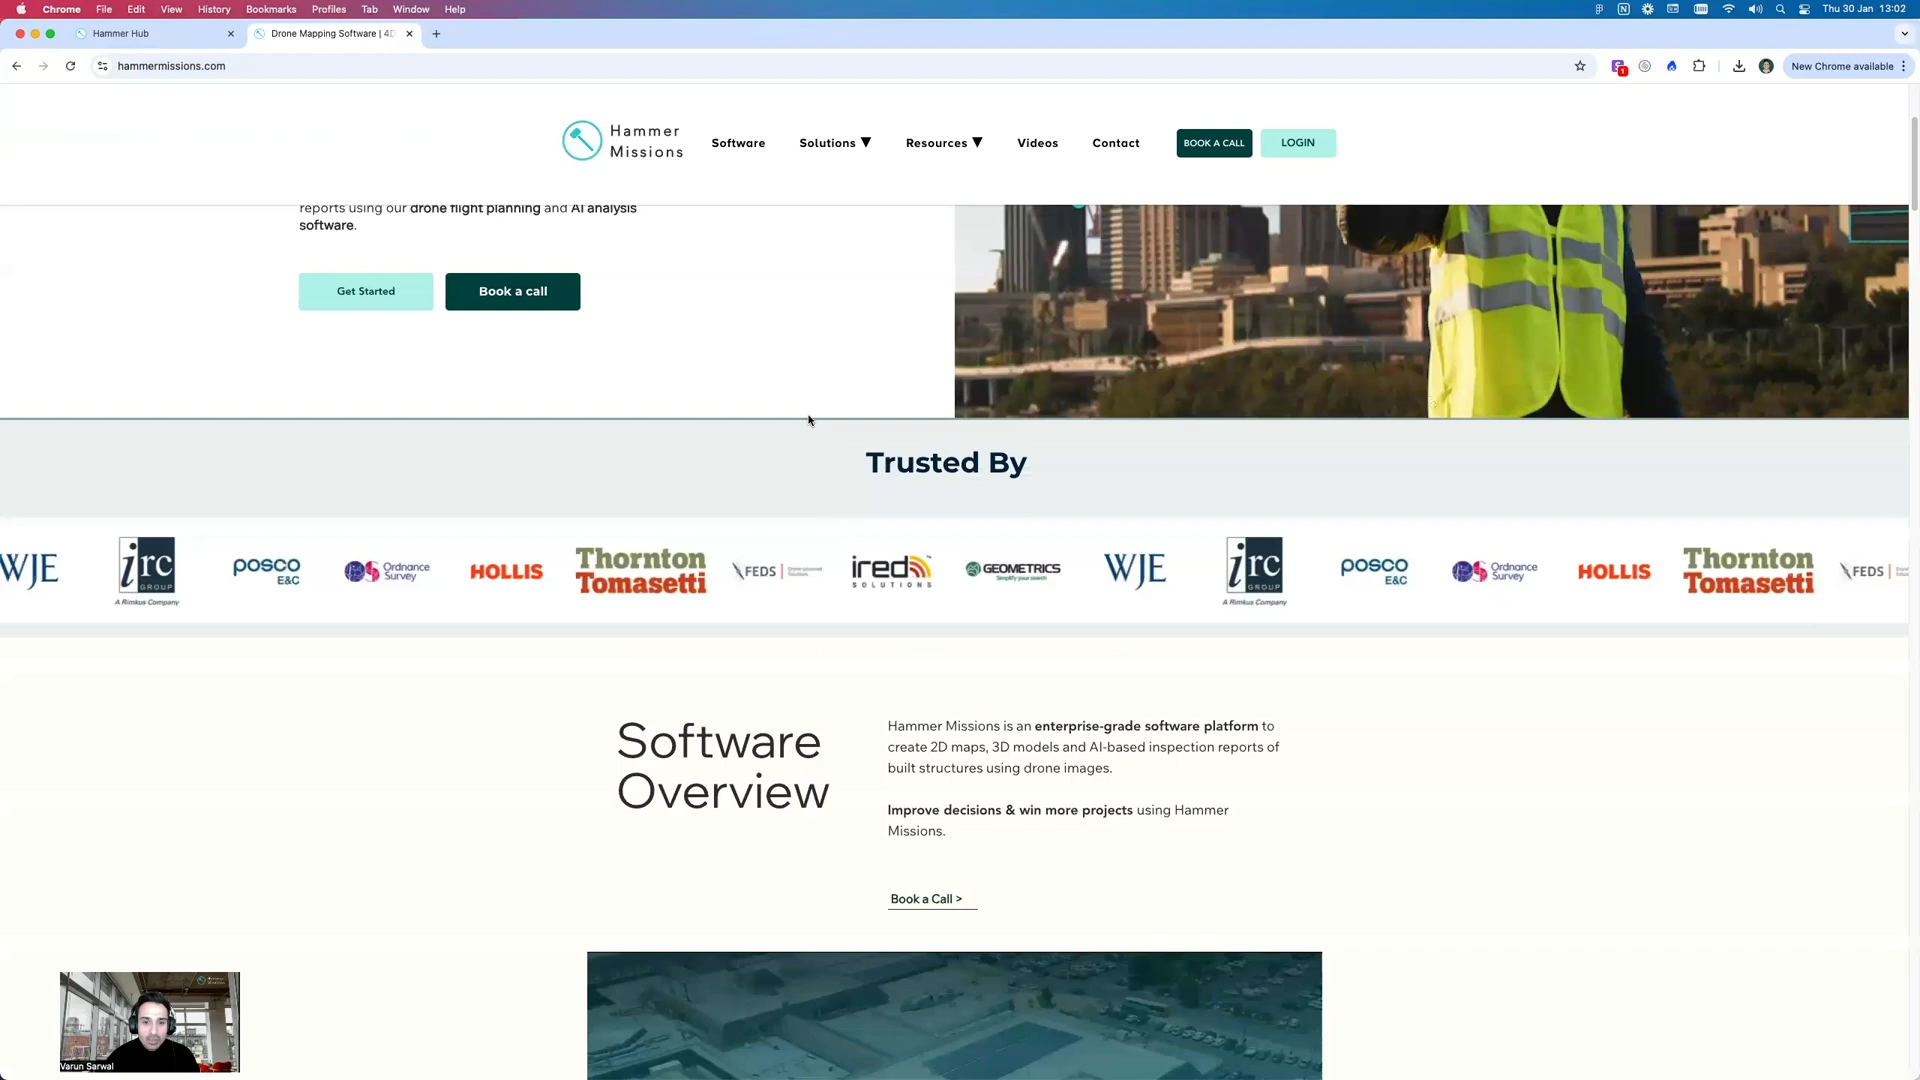 Chrome File Edit View History Bookmarks Profiles Tab Window Help Thu 30 Jan 13:02
Hammer Hub Drone Mapping Software | 4D
hammermissions.com New Chrome available
Hammer
Missions
Software Solutions ▼ Resources ▼ Videos Contact BOOK A CALL LOGIN
reports using our drone flight planning and AI analysis
software.
Get Started Book a call
Trusted By
WJE irc GROUP A Rimkus Company posco E&C Ordnance Survey HOLLIS Thornton Tomasetti FEDS ired SOLUTIONS GEOMETRICS Simplify your search WJE irc GROUP A Rimkus Company posco E&C Ordnance Survey HOLLIS Thornton Tomasetti FEDS
Software
Overview
Hammer Missions is an enterprise-grade software platform to
create 2D maps, 3D models and AI-based inspection reports of
built structures using drone images.
Improve decisions & win more projects using Hammer
Missions.
Book a Call >
Varun Sarwal